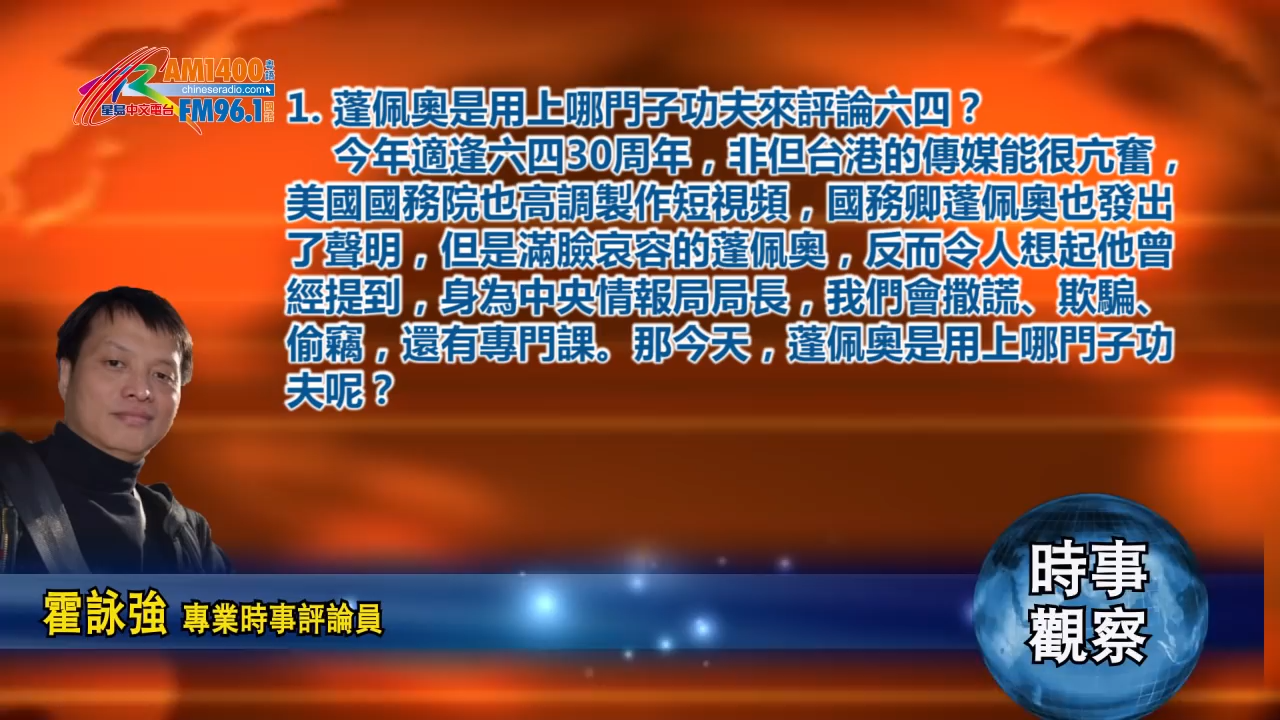 AM1400
粵語
chineseradio.com
星島中文電台
FM96.1
國語
1. 蓬佩奧是用上哪門子功夫來評論六四？
今年適逢六四30周年，非但台港的傳媒能很亢奮，
美國國務院也高調製作短視頻，國務卿蓬佩奧也發出
了聲明，但是滿臉哀容的蓬佩奧，反而令人想起他曾
經提到，身為中央情報局局長，我們會撒謊、欺騙、
偷竊，還有專門課。那今天，蓬佩奧是用上哪門子功
夫呢？
霍詠強 專業時事評論員
時事
觀察